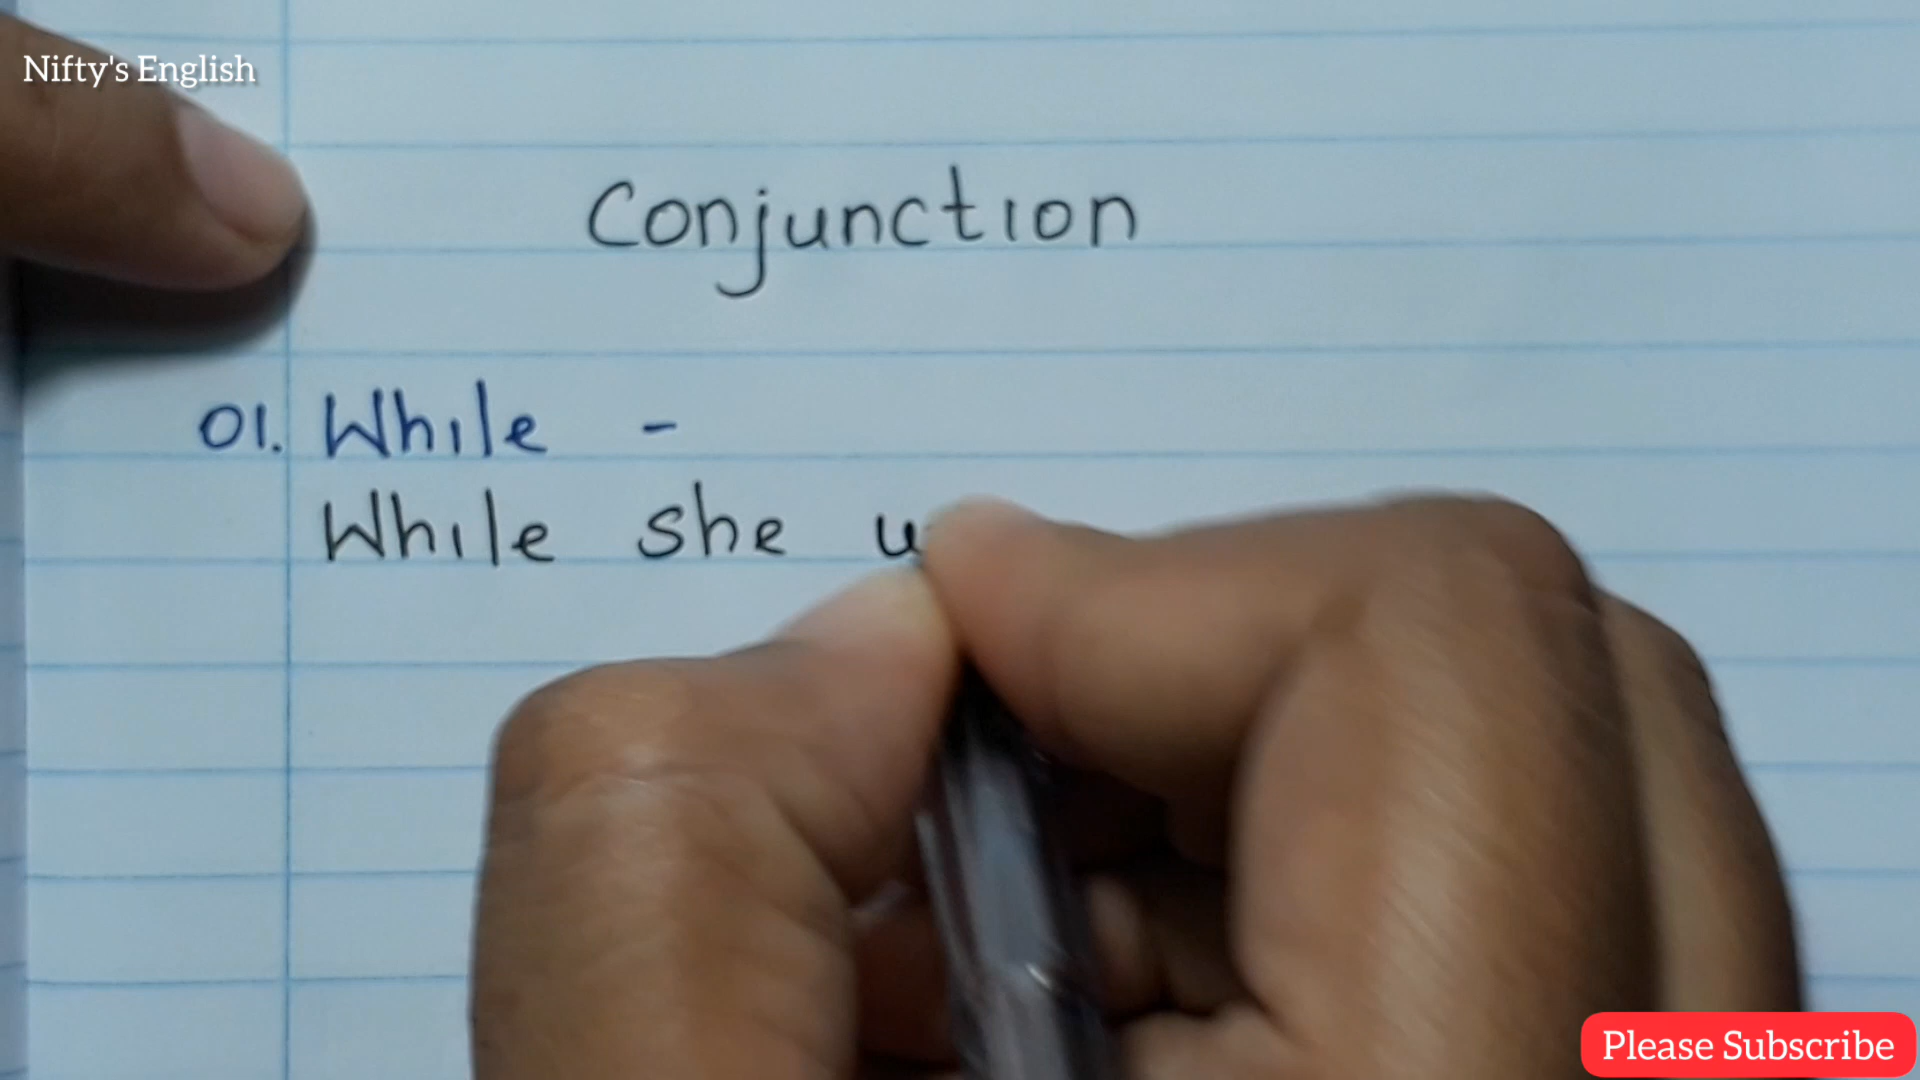 Nifty's English
Conjunction
01. While -
While she
Please Subscribe